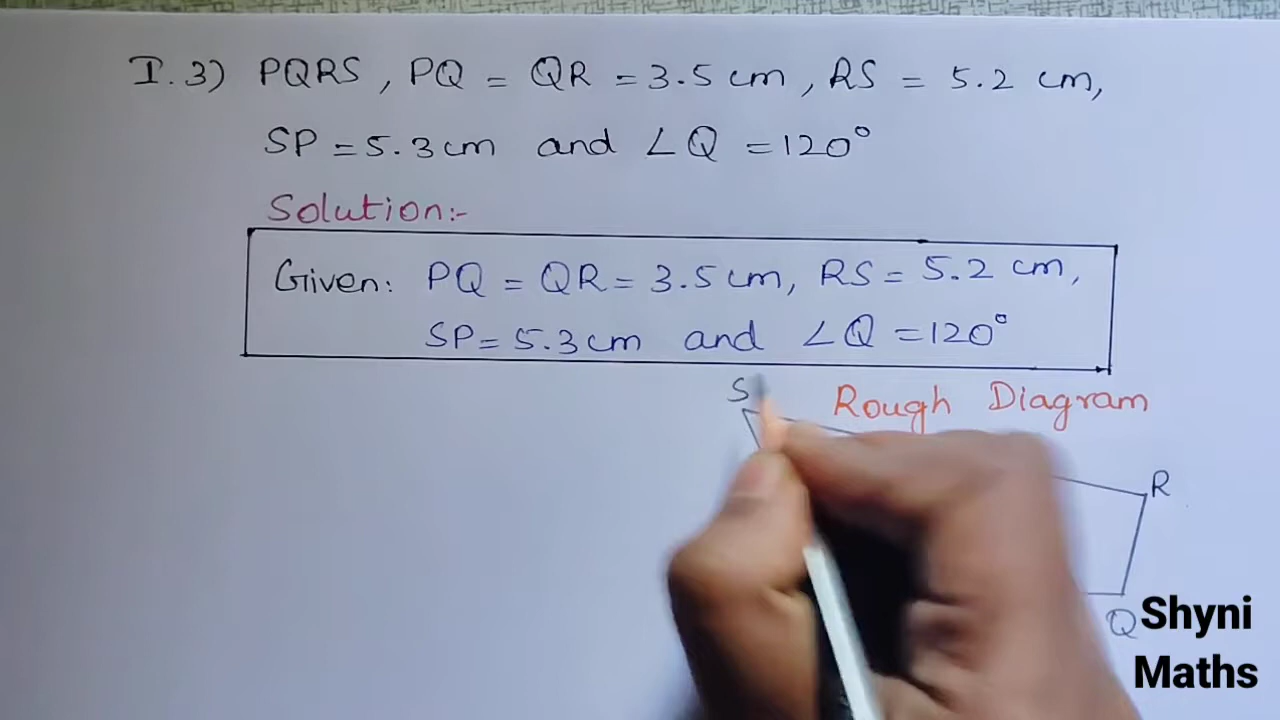 I.3) PQRS, PQ = QR = 3.5 cm, RS = 5.2 cm,
SP = 5.3 cm and ∠Q = 120°
Solution:-
Given: PQ = QR = 3.5 cm, RS = 5.2 cm,
SP = 5.3 cm and ∠Q = 120°
S
Rough Diagram
R
Q
Shyni
Maths